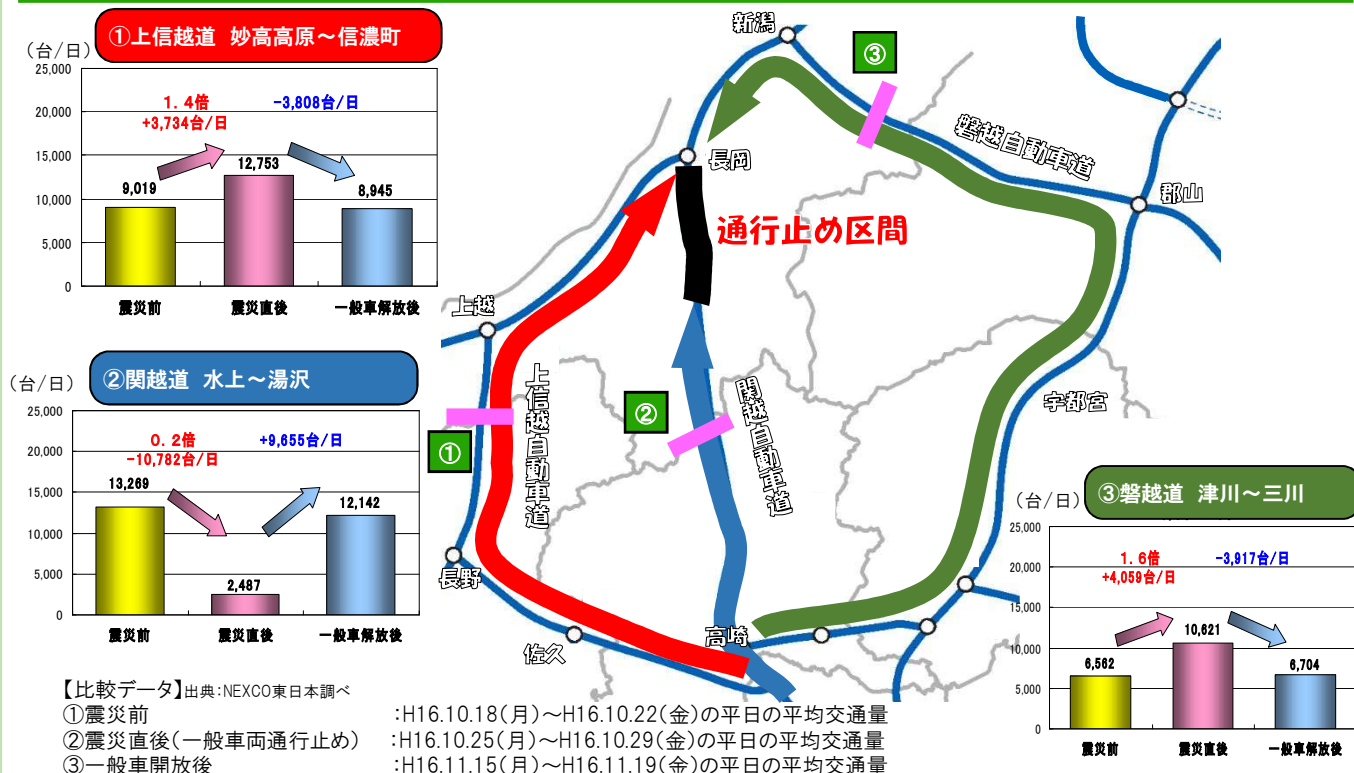 ①上信越道 妙高高原～信濃町
(台/日)
25,000
20,000
15,000
10,000
5,000
0
1.4倍
+3,734台/日
-3,808台/日
9,019
12,753
8,945
震災前
震災直後
一般車解放後
②関越道 水上～湯沢
(台/日)
25,000
20,000
15,000
10,000
5,000
0
0.2倍
-10,782台/日
+9,655台/日
13,269
2,487
12,142
震災前
震災直後
一般車解放後
新潟
③
磐越自動車道
長岡
郡山
通行止め区間
上越
上信越自動車道
②
関越自動車道
宇都宮
①
長野
高崎
佐久
③磐越道 津川～三川
(台/日)
25,000
20,000
15,000
10,000
5,000
0
1.6倍
+4,059台/日
-3,917台/日
6,562
10,621
6,704
震災前
震災直後
一般車解放後
【比較データ】出典:NEXCO東日本調べ
①震災前 :H16.10.18(月)～H16.10.22(金)の平日の平均交通量
②震災直後(一般車両通行止め) :H16.10.25(月)～H16.10.29(金)の平日の平均交通量
③一般車開放後 :H16.11.15(月)～H16.11.19(金)の平日の平均交通量